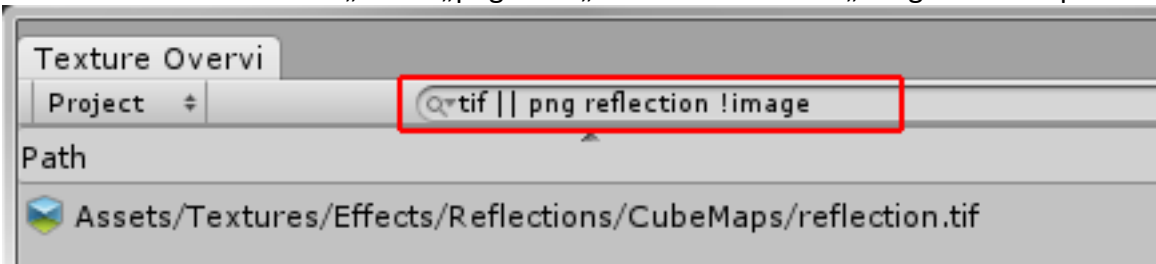 Texture Overvi
Project
tif || png reflection !image
Path
Assets/Textures/Effects/Reflections/CubeMaps/reflection.tif